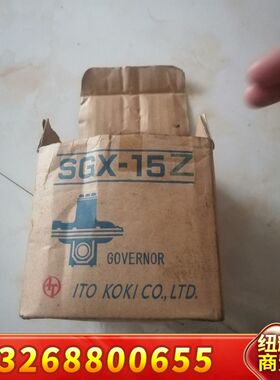 SGX-15Z
GOVERNOR
ITO KOKI CO., LTD.
13268800655